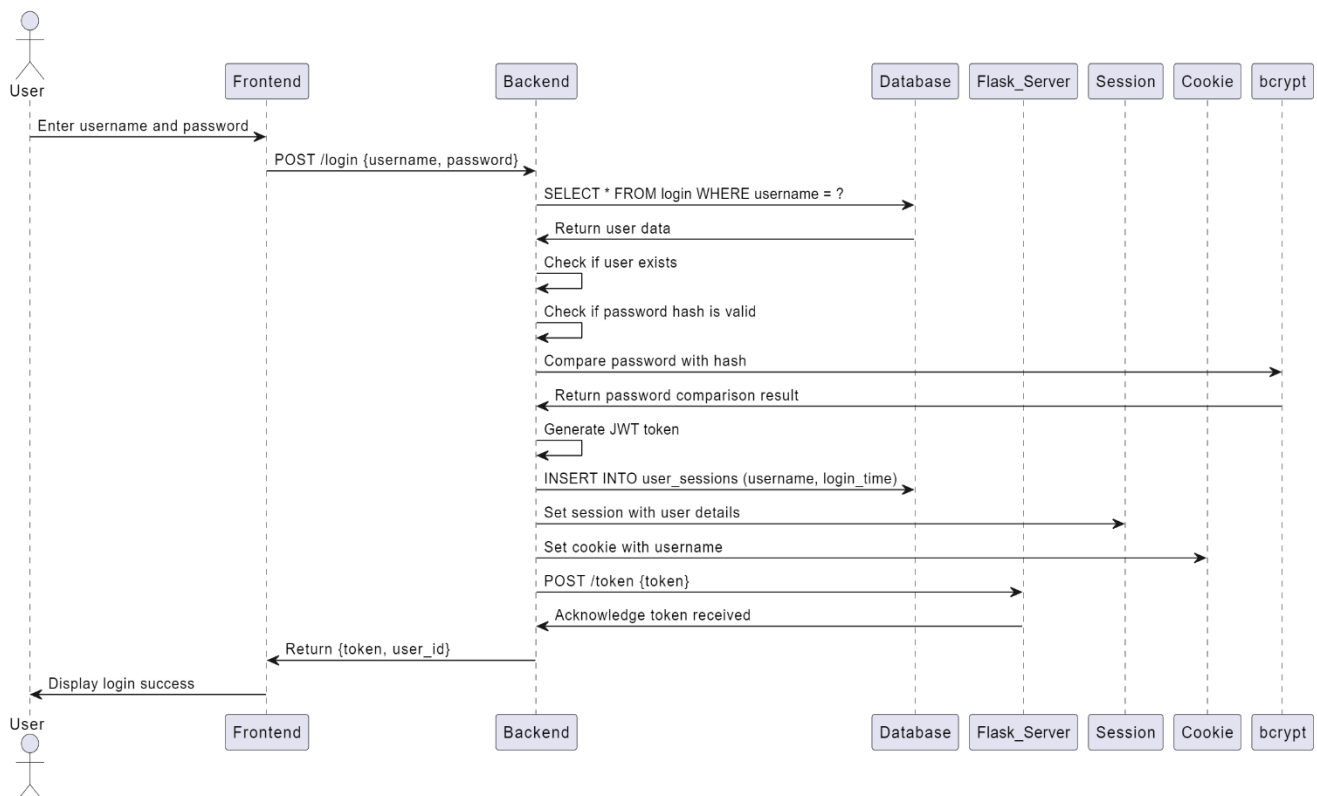 User
Frontend
Backend
Database
Flask_Server
Session
Cookie
bcrypt
Enter username and password
POST /login {username, password}
SELECT * FROM login WHERE username = ?
Return user data
Check if user exists
Check if password hash is valid
Compare password with hash
Return password comparison result
Generate JWT token
INSERT INTO user_sessions (username, login_time)
Set session with user details
Set cookie with username
POST /token {token}
Acknowledge token received
Return {token, user_id}
Display login success
User
Frontend
Backend
Database
Flask_Server
Session
Cookie
bcrypt